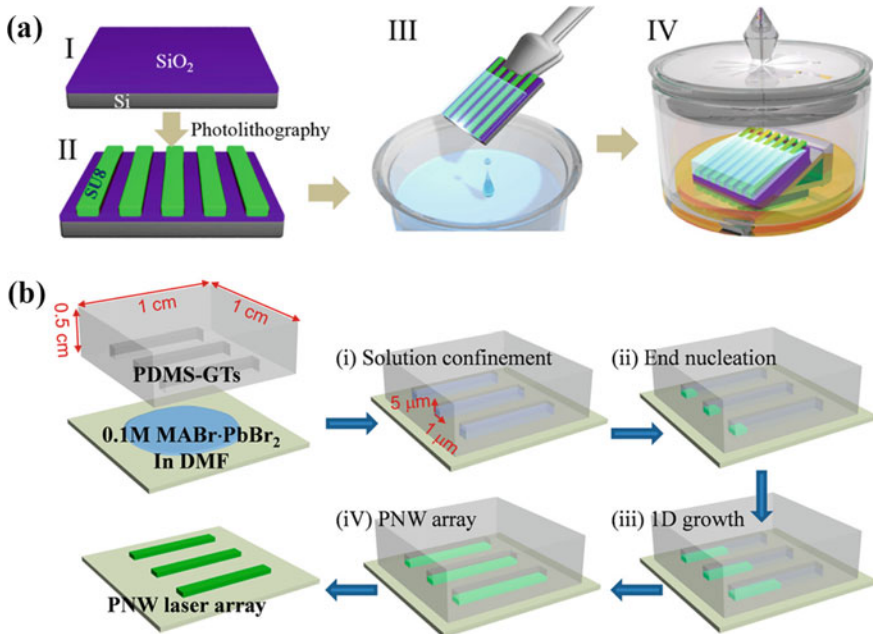 (a)
I
SiO₂
Si
Photolithography
II
SU8
III
IV
(b)
1 cm
1 cm
0.5 cm
PDMS-GTs
0.1M MABr·PbBr₂
In DMF
(i) Solution confinement
5 μm
1 μm
(ii) End nucleation
(iii) 1D growth
(iV) PNW array
PNW laser array